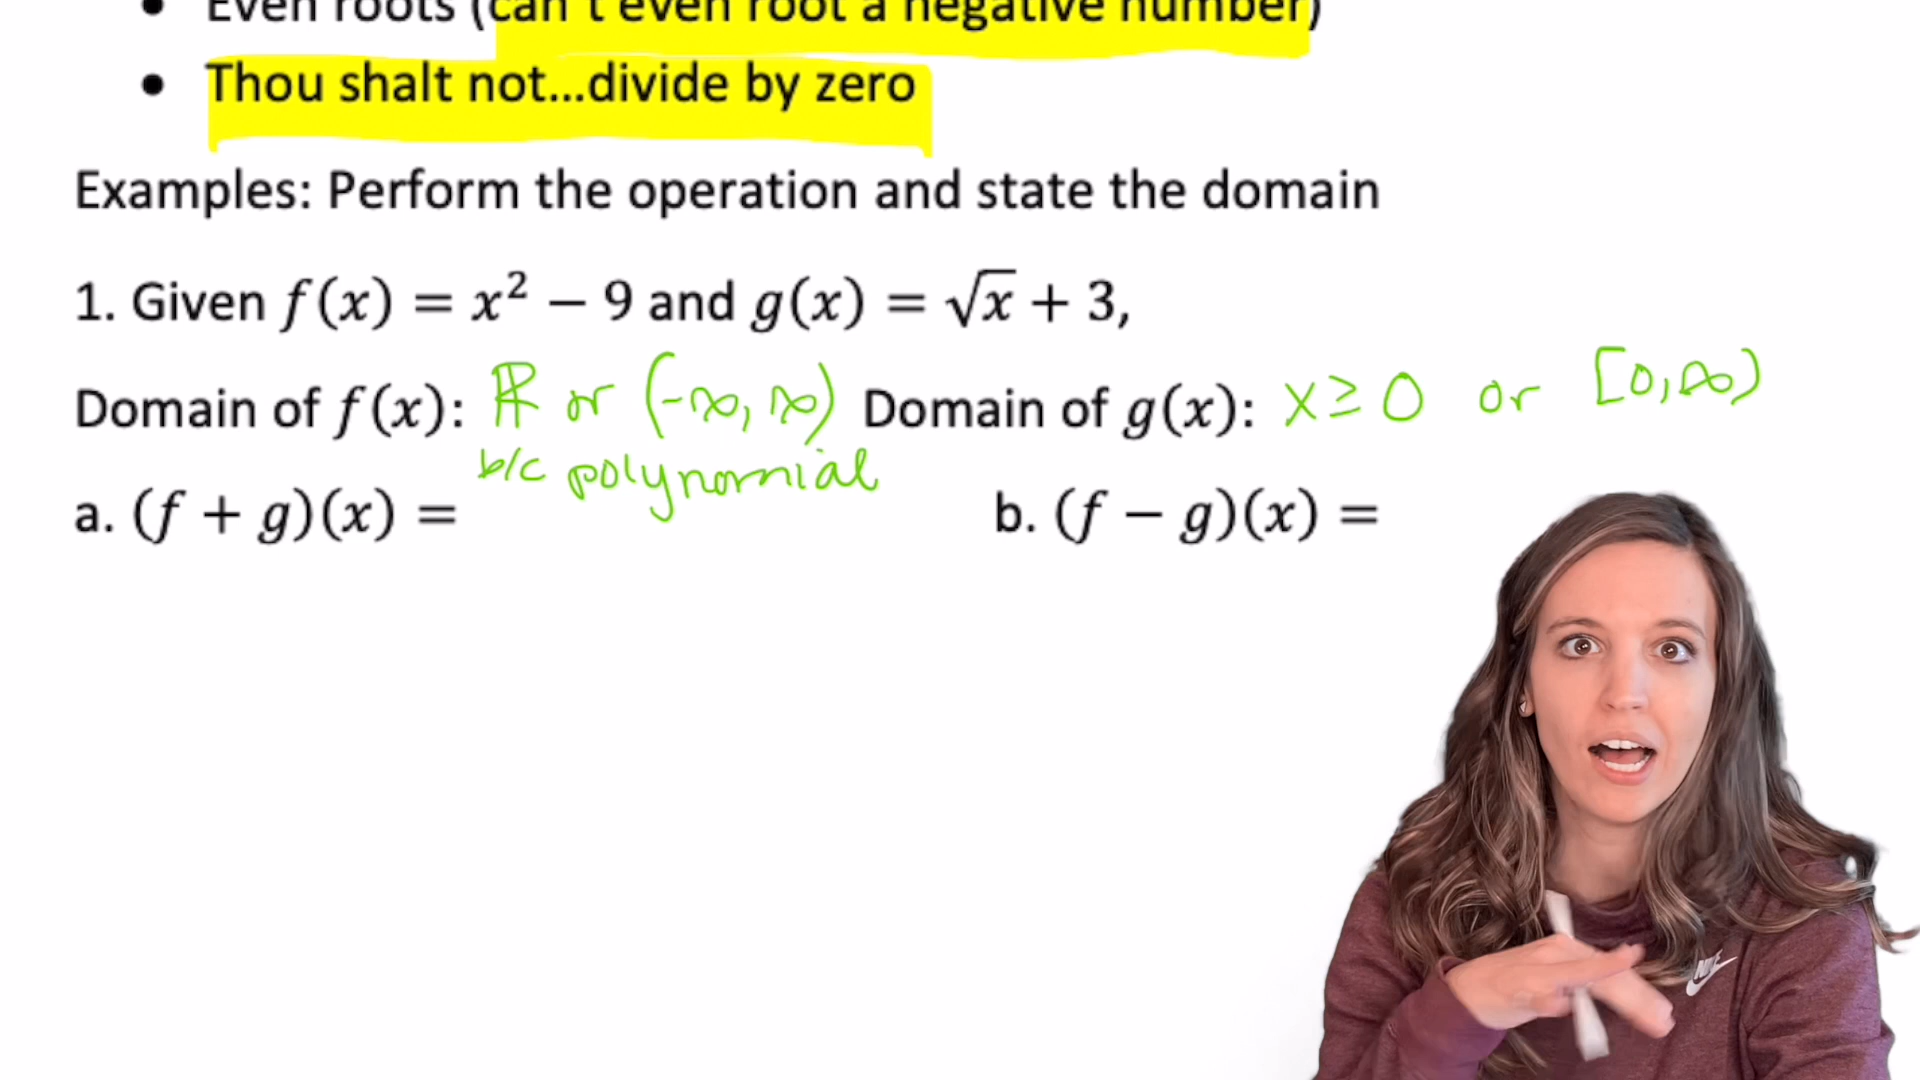 • Even roots (can't even root a negative number)
• Thou shalt not...divide by zero
Examples: Perform the operation and state the domain
1. Given f(x) = x² − 9 and g(x) = √x + 3,
Domain of f(x): ℝ or (-∞, ∞) Domain of g(x): x ≥ 0 or [0, ∞)
b/c polynomial
a. (f + g)(x) = b. (f − g)(x) =
NIKE